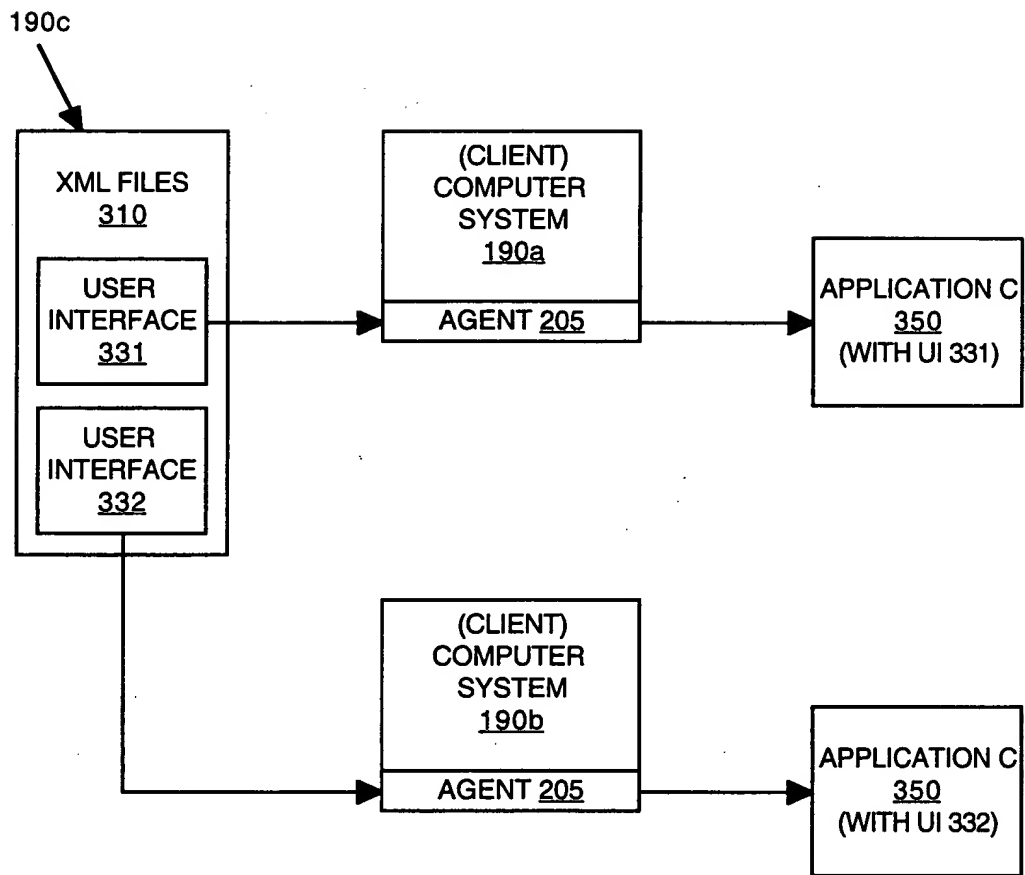 190c
XML FILES
310
USER
INTERFACE
331
USER
INTERFACE
332
(CLIENT)
COMPUTER
SYSTEM
190a
AGENT 205
APPLICATION C
350
(WITH UI 331)
(CLIENT)
COMPUTER
SYSTEM
190b
AGENT 205
APPLICATION C
350
(WITH UI 332)